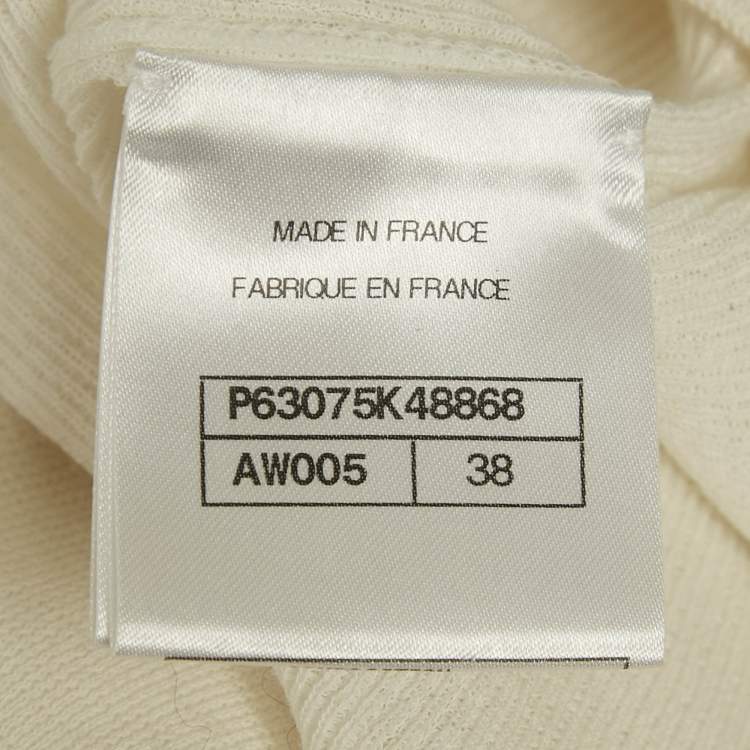 MADE IN FRANCE
FABRIQUE EN FRANCE
P63075K48868
AW005 38